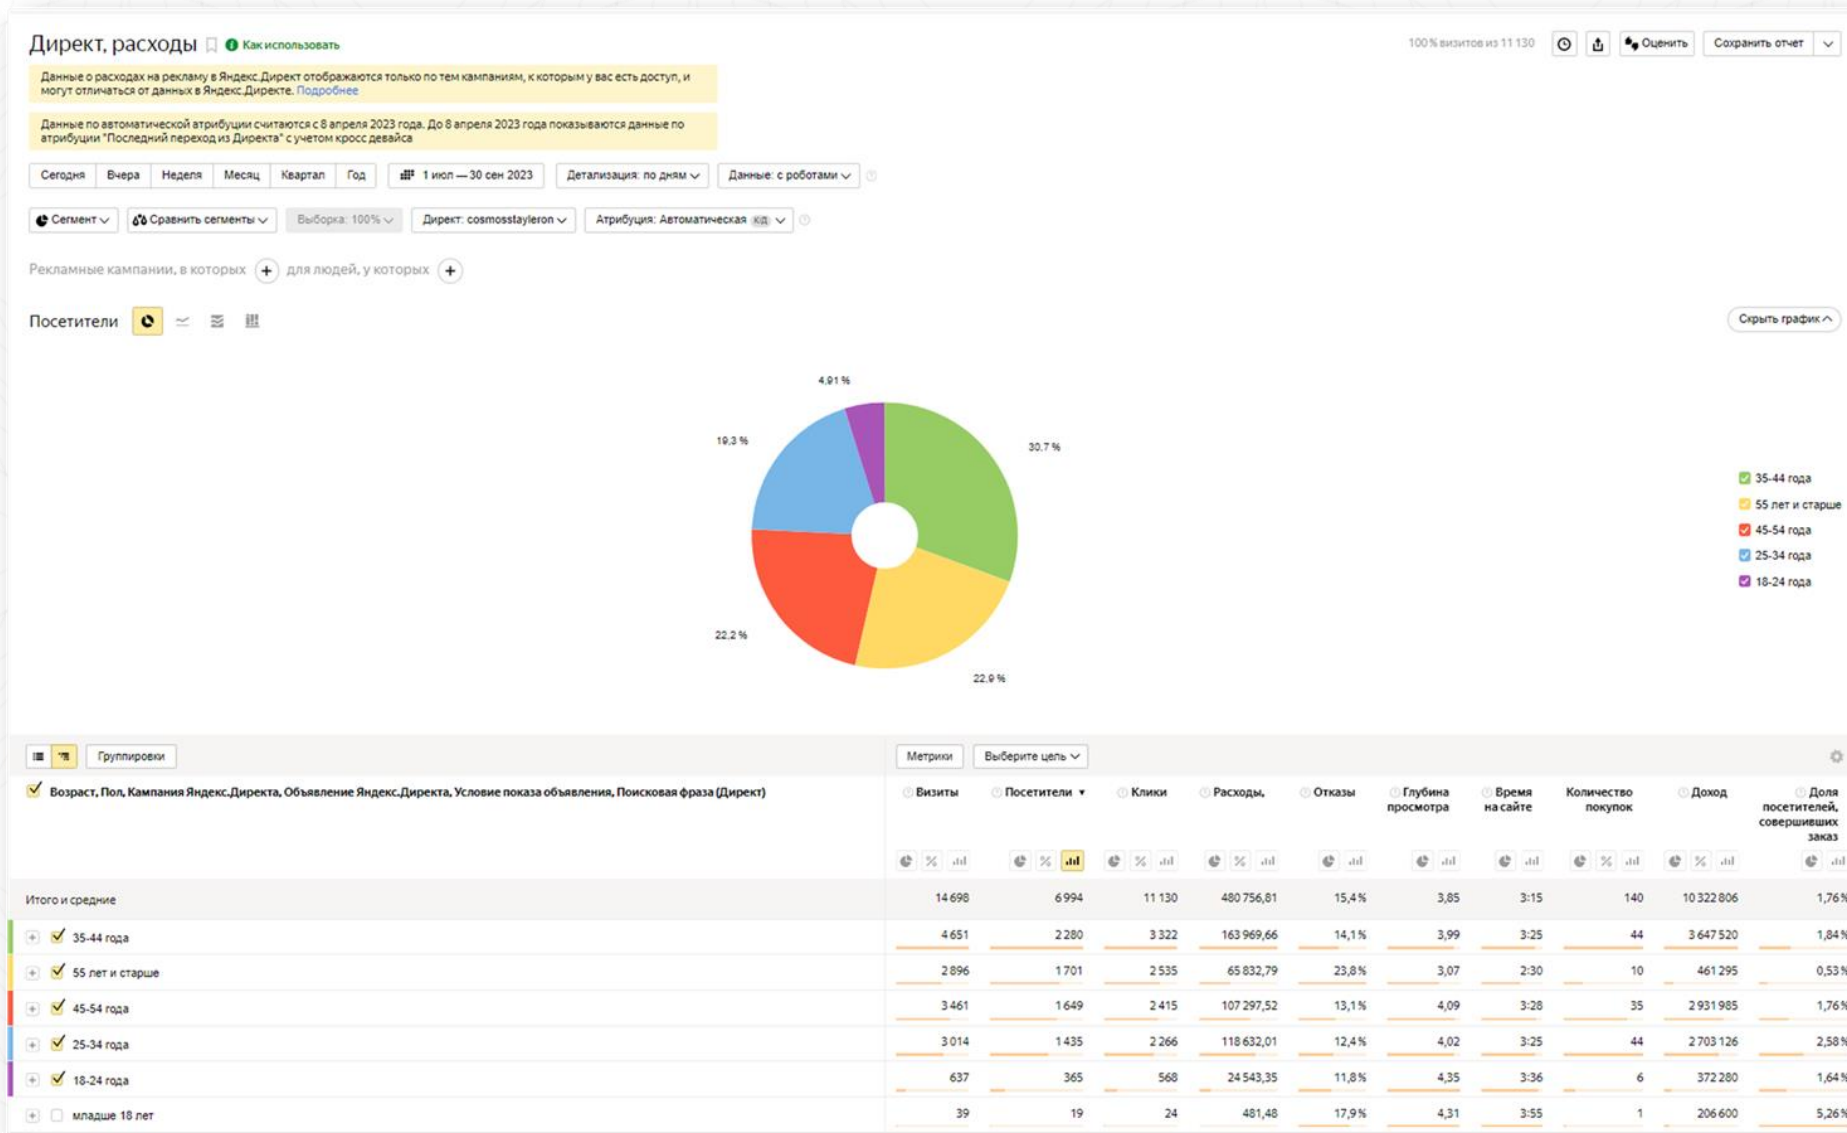 Директ, расходы Как использовать
100 % визитов из 11 130 Оценить Сохранить отчет
Данные о расходах на рекламу в Яндекс.Директ отображаются только по тем кампаниям, к которым у вас есть доступ, и
могут отличаться от данных в Яндекс.Директе. Подробнее
Данные по автоматической атрибуции считаются с 8 апреля 2023 года. До 8 апреля 2023 года показываются данные по
атрибуции "Последний переход из Директа" с учетом кросс девайса
Сегодня Вчера Неделя Месяц Квартал Год 1 июл — 30 сен 2023 Детализация: по дням Данные: с роботами
Сегмент Сравнить сегменты Выборка: 100% Директ: cosmosstayleron Атрибуция: Автоматическая КД
Рекламные кампании, в которых + для людей, у которых +
Посетители
Скрыть график
4,91 %
19,3 %
30,7 %
22,2 %
22,9 %
35-44 года
55 лет и старше
45-54 года
25-34 года
18-24 года
Группировки Метрики Выберите цель
Возраст, Пол, Кампания Яндекс.Директа, Объявление Яндекс.Директа, Условие показа объявления, Поисковая фраза (Директ)
Визиты Посетители ▼ Клики Расходы, Отказы Глубина просмотра Время на сайте Количество покупок Доход Доля посетителей, совершивших заказ
Итого и средние 14 698 6 994 11 130 480 756,81 15,4 % 3,85 3:15 140 10 322 806 1,76 %
35-44 года 4 651 2 280 3 322 163 969,66 14,1 % 3,99 3:25 44 3 647 520 1,84 %
55 лет и старше 2 896 1 701 2 535 65 832,79 23,8 % 3,07 2:30 10 461 295 0,53 %
45-54 года 3 461 1 649 2 415 107 297,52 13,1 % 4,09 3:28 35 2 931 985 1,76 %
25-34 года 3 014 1 435 2 266 118 632,01 12,4 % 4,02 3:25 44 2 703 126 2,58 %
18-24 года 637 365 568 24 543,35 11,8 % 4,35 3:36 6 372 280 1,64 %
младше 18 лет 39 19 24 481,48 17,9 % 4,31 3:55 1 206 600 5,26 %